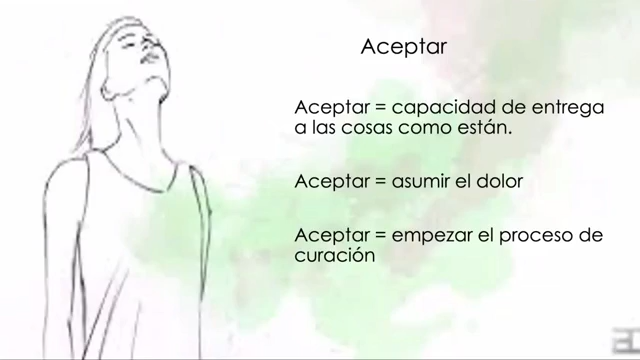 Aceptar
Aceptar = capacidad de entrega
a las cosas como están.
Aceptar = asumir el dolor
Aceptar = empezar el proceso de
curación